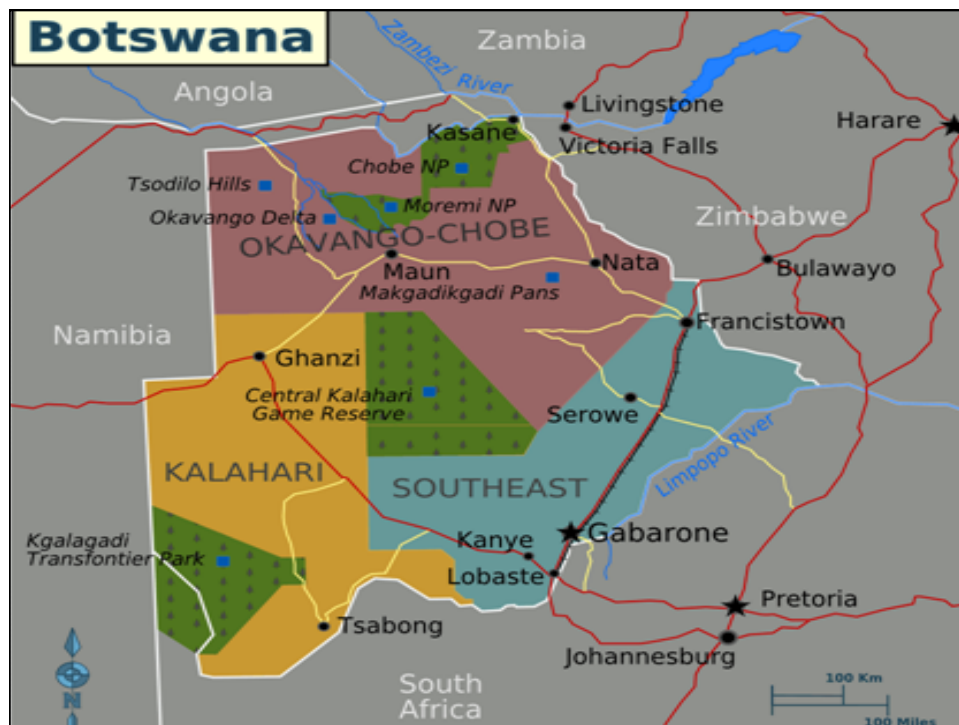 Botswana
Zambia
Zambezi River
Angola
Livingstone
Harare
Kasane
Victoria Falls
Chobe NP
Tsodilo Hills
Moremi NP
Okavango Delta
Zimbabwe
OKAVANGO-CHOBE
Maun
Nata
Bulawayo
Makgadikgadi Pans
Namibia
Francistown
Ghanzi
Central Kalahari
Game Reserve
Serowe
Limpopo River
KALAHARI
SOUTHEAST
Kgalagadi
Transfontier Park
Kanye
Gabarone
Lobaste
Tsabong
Pretoria
Johannesburg
South
Africa
N
100 Km
100 Miles